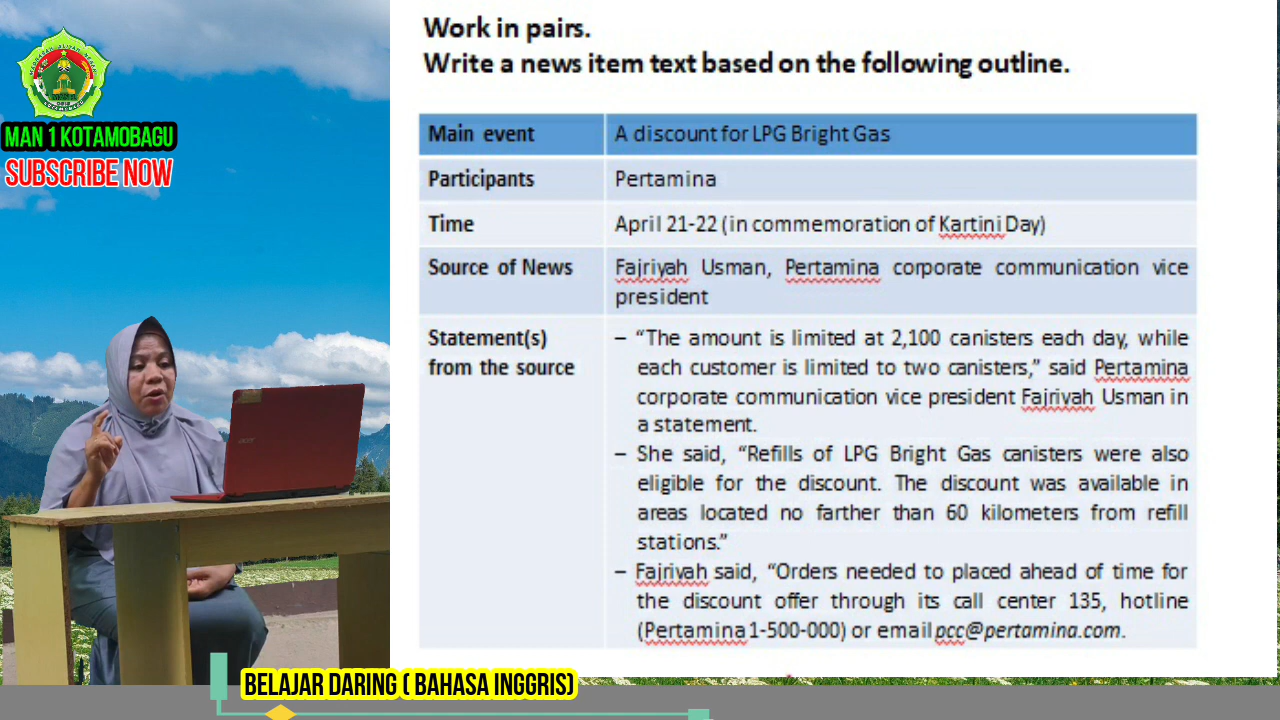 MAN 1 KOTAMOBAGU
SUBSCRIBE NOW
Work in pairs.
Write a news item text based on the following outline.
Main event
A discount for LPG Bright Gas
Participants
Pertamina
Time
April 21-22 (in commemoration of Kartini Day)
Source of News
Fajriyah Usman, Pertamina corporate communication vice
president
Statement(s)
from the source
– “The amount is limited at 2,100 canisters each day, while
each customer is limited to two canisters,” said Pertamina
corporate communication vice president Fajriyah Usman in
a statement.
– She said, “Refills of LPG Bright Gas canisters were also
eligible for the discount. The discount was available in
areas located no farther than 60 kilometers from refill
stations.”
– Fajriyah said, “Orders needed to placed ahead of time for
the discount offer through its call center 135, hotline
(Pertamina 1-500-000) or email pcc@pertamina.com.
BELAJAR DARING ( BAHASA INGGRIS)